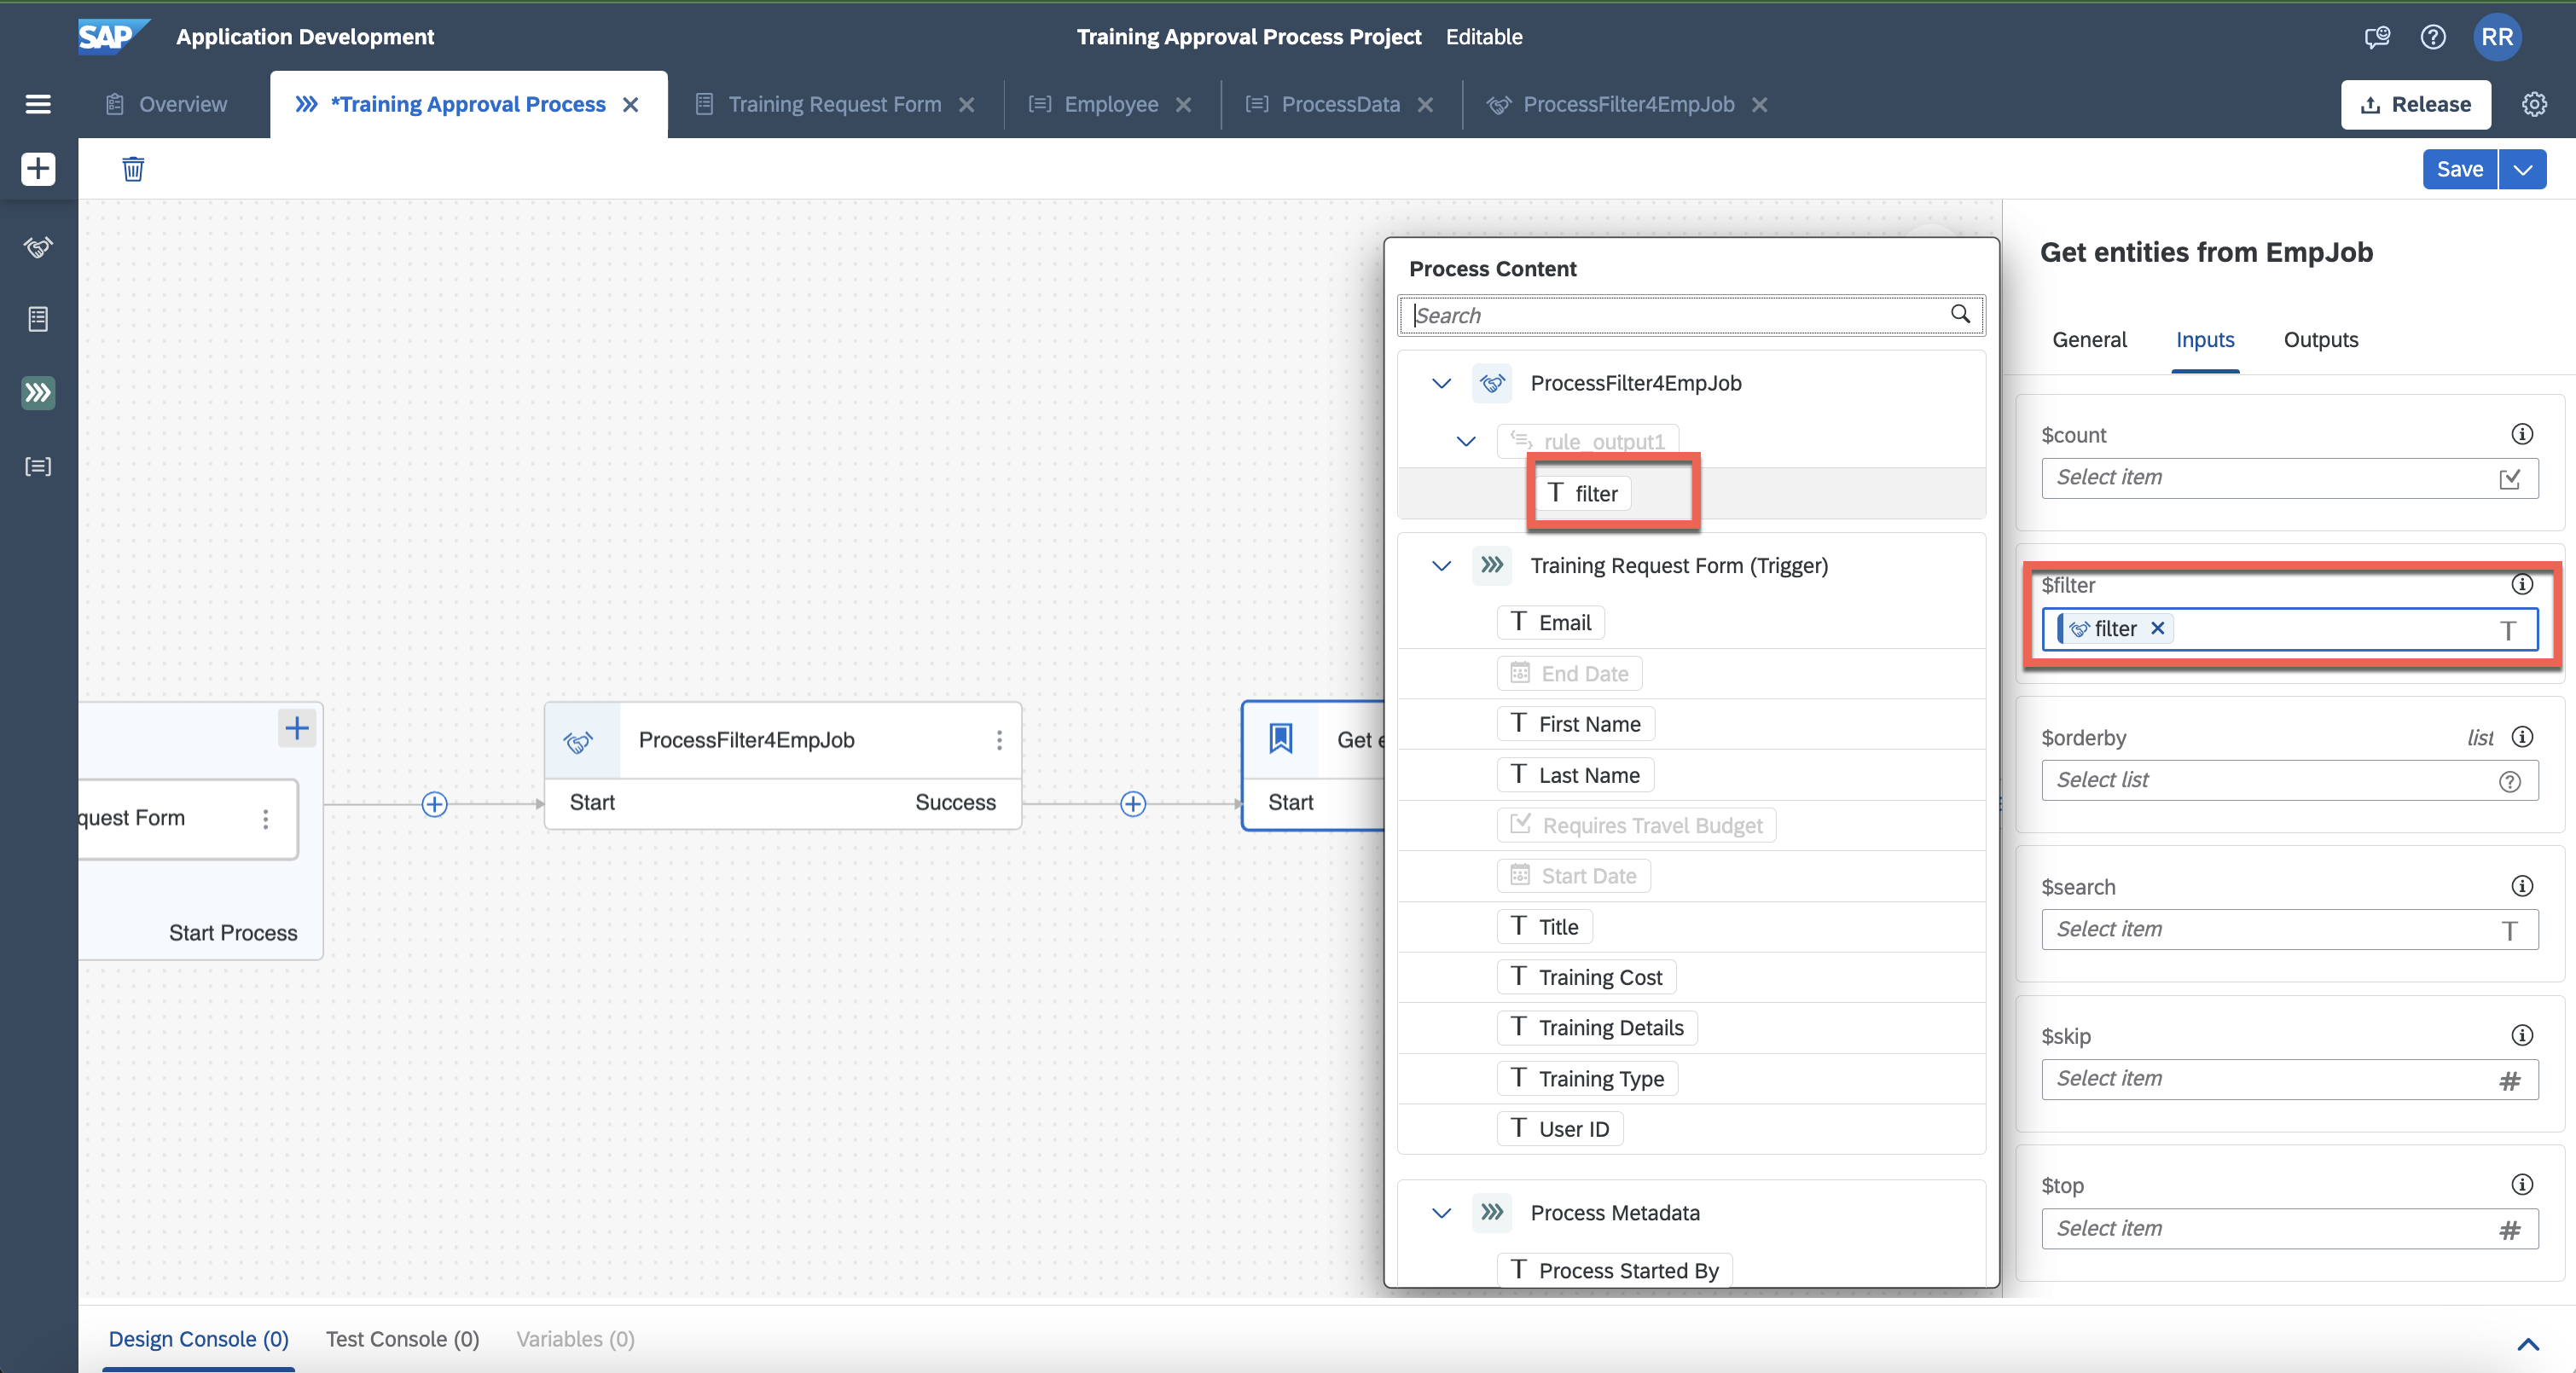 SAP Application Development
Training Approval Process Project Editable
RR
Overview
*Training Approval Process
Training Request Form
Employee
ProcessData
ProcessFilter4EmpJob
Release
Save
quest Form
Start Process
ProcessFilter4EmpJob
Start Success
Get e
Start
Process Content
Search
ProcessFilter4EmpJob
rule_output1
T filter
Training Request Form (Trigger)
T Email
End Date
T First Name
T Last Name
Requires Travel Budget
Start Date
T Title
T Training Cost
T Training Details
T Training Type
T User ID
Process Metadata
T Process Started By
Get entities from EmpJob
General Inputs Outputs
$count
Select item
$filter
filter T
$orderby list
Select list
$search
Select item T
$skip
Select item #
$top
Select item #
Design Console (0) Test Console (0) Variables (0)